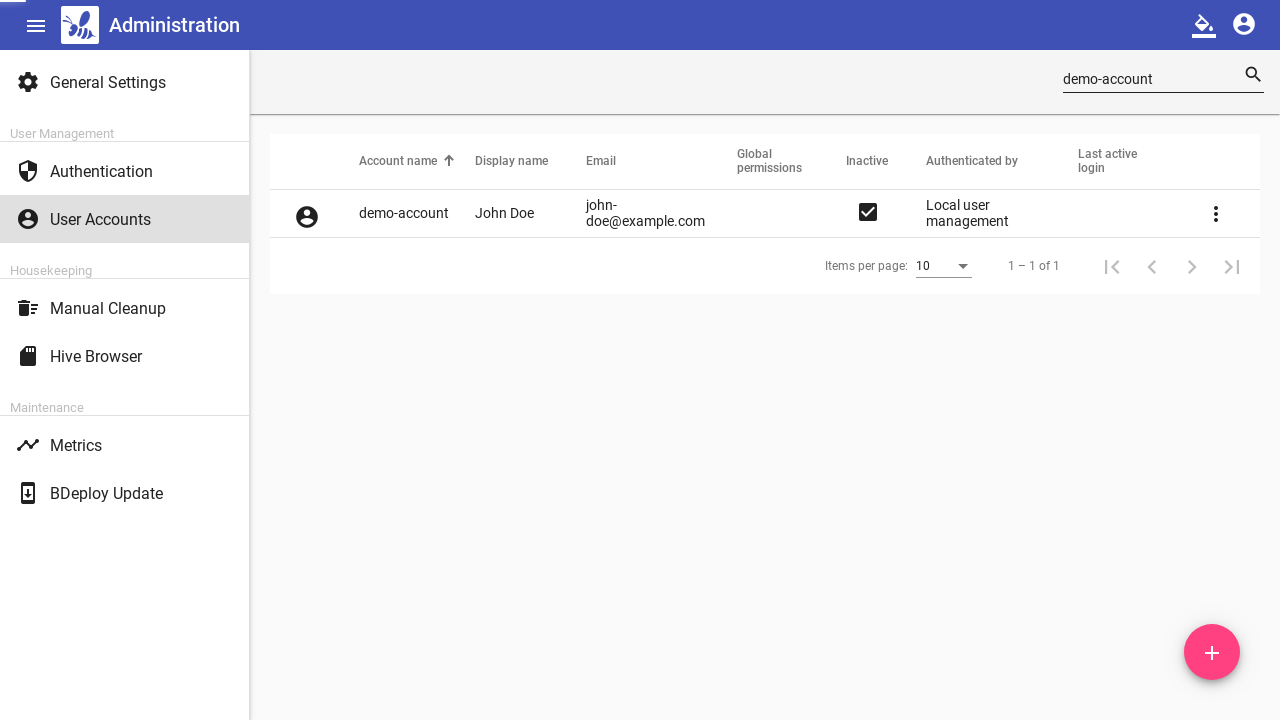 Administration
General Settings
User Management
Authentication
User Accounts
Housekeeping
Manual Cleanup
Hive Browser
Maintenance
Metrics
BDeploy Update
demo-account
Account name
Display name
Email
Global
permissions
Inactive
Authenticated by
Last active
login
demo-account
John Doe
john-
doe@example.com
Local user
management
Items per page:
10
1 – 1 of 1